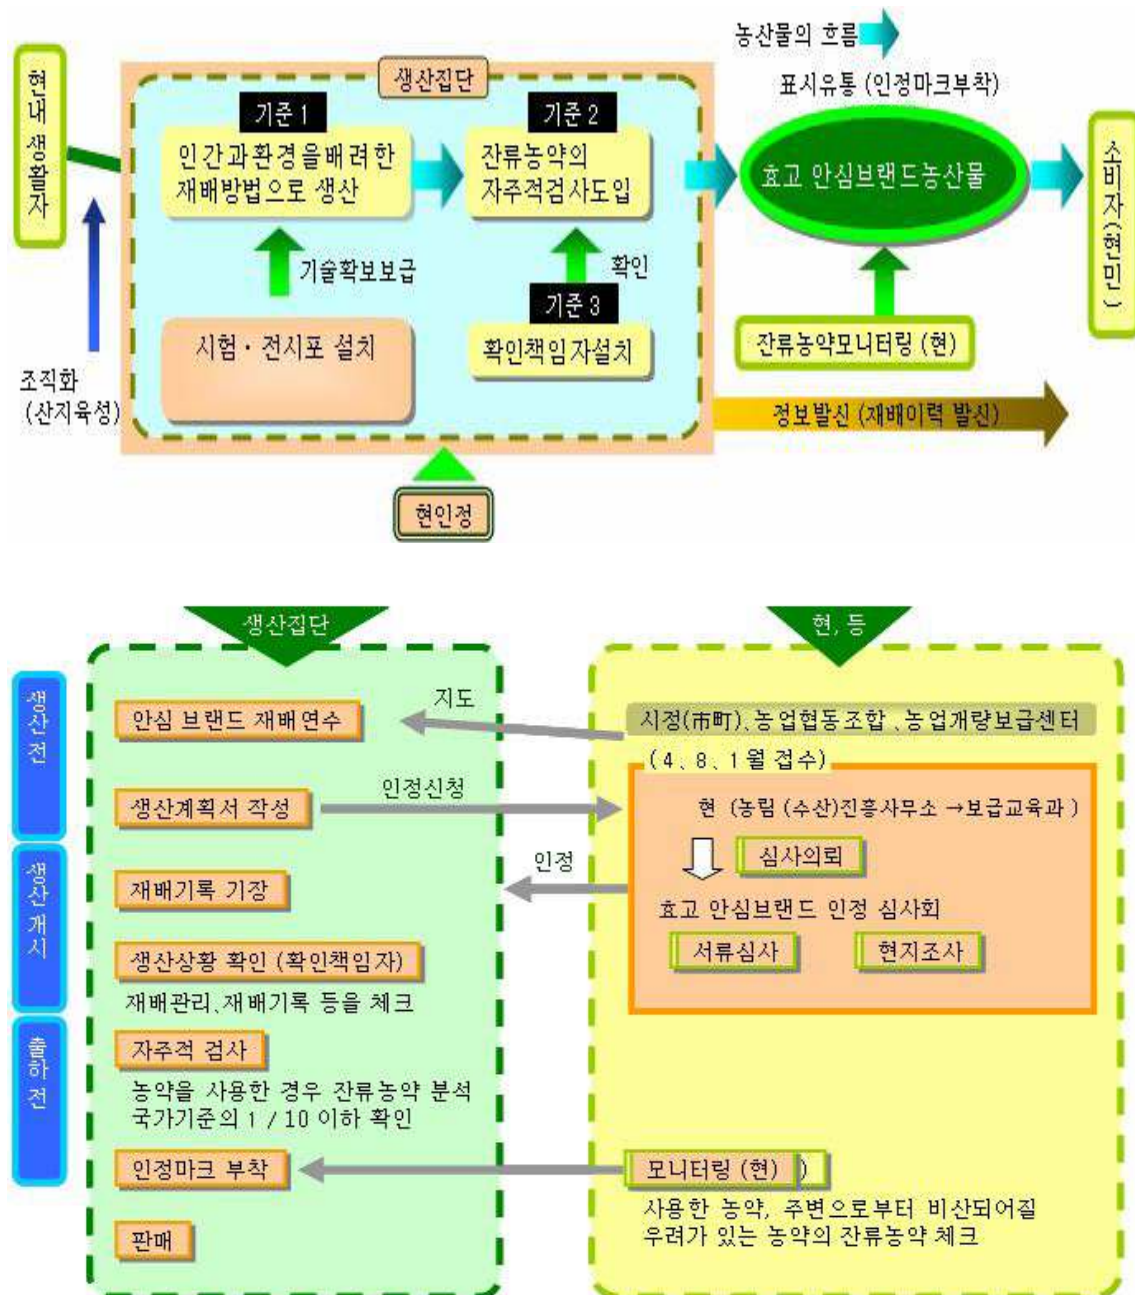 농산물의 흐름
표시유통 (인정마크부착)
현내 생활자
생산집단
기준 1
인간과환경을배려한
재배방법으로 생산
기준 2
잔류농약의
자주적검사도입
효고 안심브랜드농산물
소비자(현민)
기술확보보급
확인
기준 3
시험·전시포 설치
확인책임자설치
잔류농약모니터링 (현)
조직화
(산지육성)
정보발신 (재배이력 발신)
현인정
생산집단
현, 등
생산전
안심 브랜드 재배연수
지도
시정(市町)、농업협동조합 、농업개량보급센터
(4、8、1월 접수)
생산계획서 작성
인정신청
현 (농림 (수산)진흥사무소 →보급교육과 )
심사의뢰
생산개시
재배기록 기장
인정
효고 안심브랜드 인정 심사회
서류심사
현지조사
생산상황 확인 (확인책임자)
재배관리、재배기록 등을 체크
출하전
자주적 검사
농약을 사용한 경우 잔류농약 분석
국가기준의 1 / 10 이하 확인
인정마크 부착
모니터링 (현) )
사용한 농약, 주변으로부터 비산되어질
우려가 있는 농약의 잔류농약 체크
판매